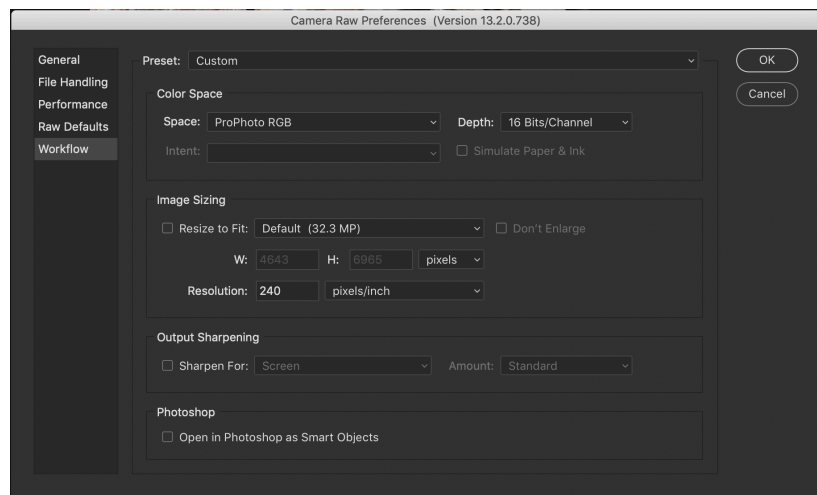 Camera Raw Preferences (Version 13.2.0.738)
General
File Handling
Performance
Raw Defaults
Workflow
Preset: Custom
OK
Cancel
Color Space
Space: ProPhoto RGB Depth: 16 Bits/Channel
Intent: Simulate Paper & Ink
Image Sizing
Resize to Fit: Default (32.3 MP) Don't Enlarge
W: 4643 H: 6965 pixels
Resolution: 240 pixels/inch
Output Sharpening
Sharpen For: Screen Amount: Standard
Photoshop
Open in Photoshop as Smart Objects